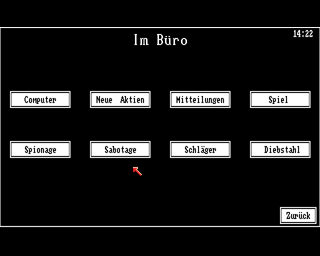 14:22
Im Büro
Computer
Neue Aktien
Mitteilungen
Spiel
Spionage
Sabotage
Schläger
Diebstahl
Zurück